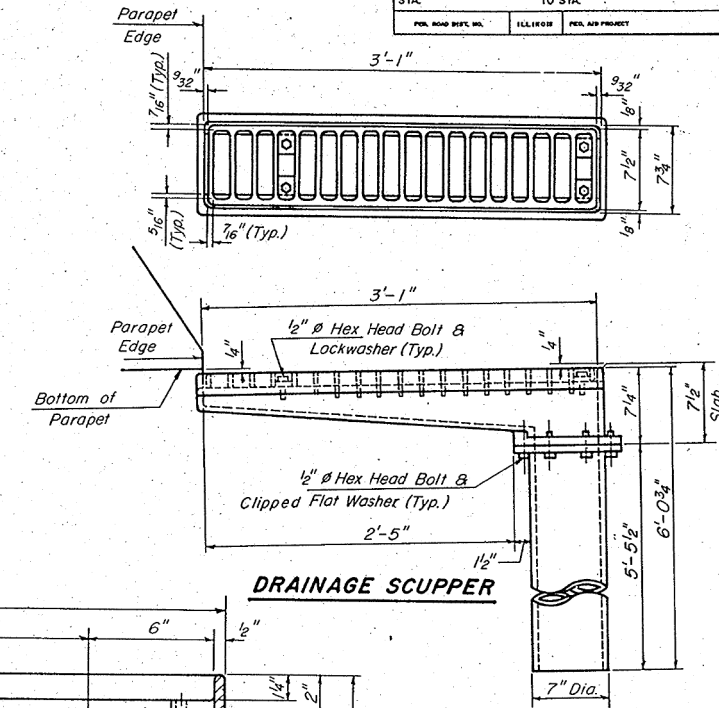 STA. TO STA.
FED. ROAD DIST. NO. ILLINOIS FED. AID PROJECT
Parapet
Edge
3'-1"
9/32"
7/16" (Typ.)
9/32"
1/8"
7 1/2"
7 3/4"
1/8"
5/16"
(Typ.)
7/16" (Typ.)
3'-1"
Parapet
Edge
1/4"
1/2" Ø Hex Head Bolt &
Lockwasher (Typ.)
1/4"
Bottom of
Parapet
7 1/4"
7 1/2"
Slab
1/2" Ø Hex Head Bolt &
Clipped Flat Washer (Typ.)
2'-5"
1 1/2"
5'-5 1/2"
6'-0 3/4"
DRAINAGE SCUPPER
6"
1/2"
1 1/4"
2"
7" Dia.